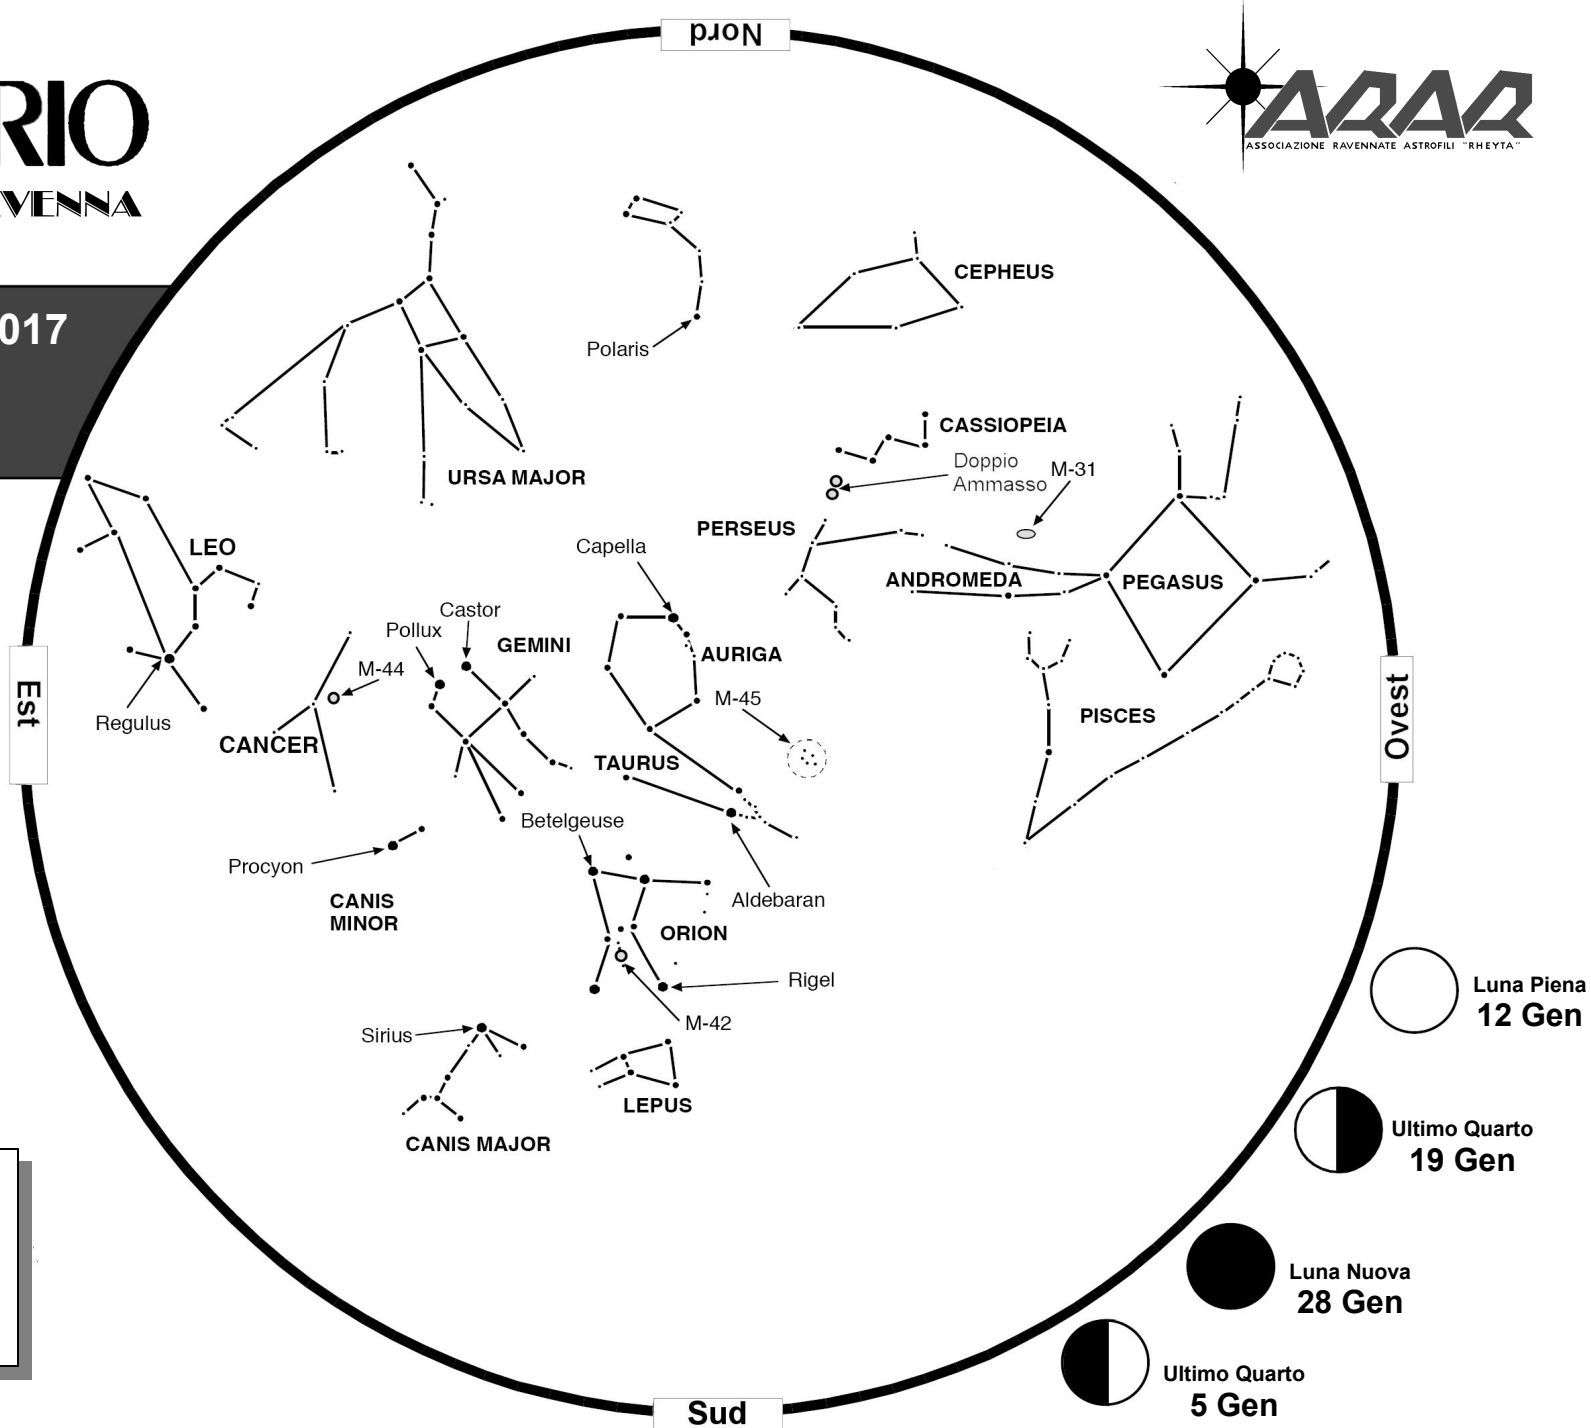 Nord
RIO
VENNA
ARAR
ASSOCIAZIONE RAVENNATE ASTROFILI "RHEYTA"
017
CEPHEUS
Polaris
CASSIOPEIA
Doppio
Ammasso
M-31
URSA MAJOR
PERSEUS
Capella
LEO
ANDROMEDA
PEGASUS
Castor
Pollux
GEMINI
AURIGA
M-44
M-45
Est
Regulus
CANCER
PISCES
Ovest
TAURUS
Betelgeuse
Procyon
CANIS
MINOR
Aldebaran
ORION
Rigel
Sirius
M-42
LEPUS
CANIS MAJOR
Luna Piena
12 Gen
Ultimo Quarto
19 Gen
Luna Nuova
28 Gen
Ultimo Quarto
5 Gen
Sud